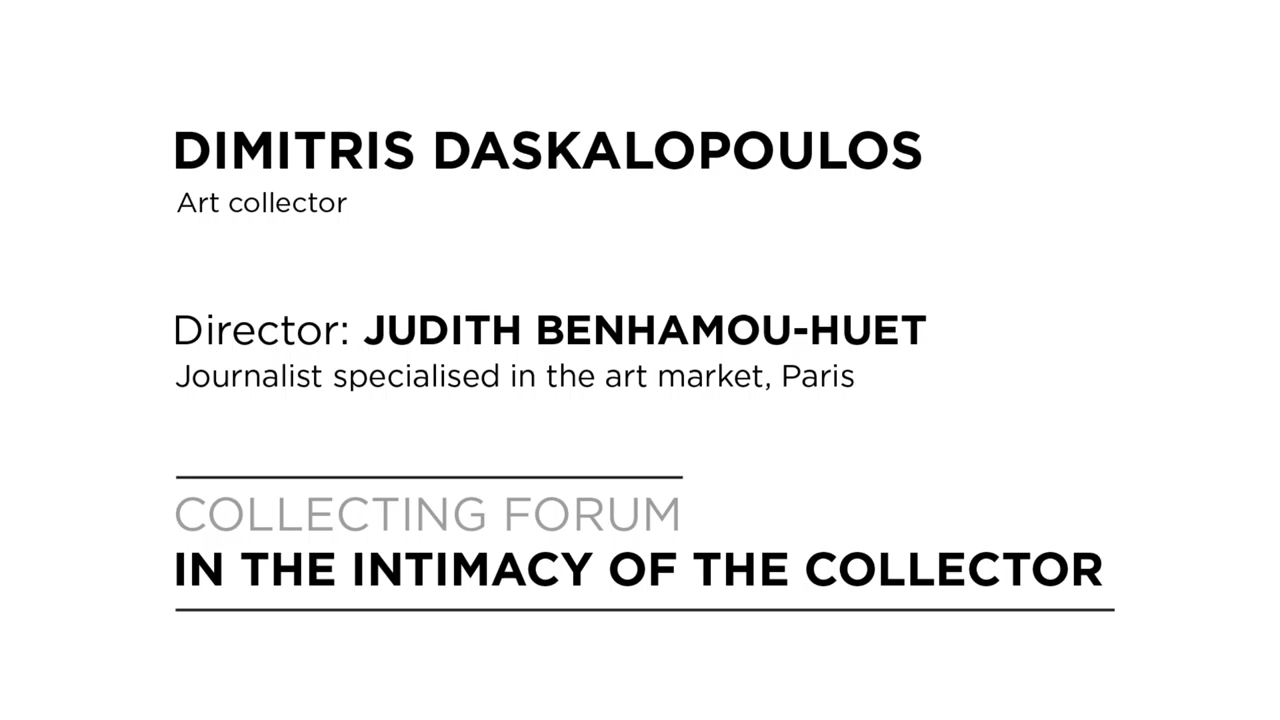 DIMITRIS DASKALOPOULOS
Art collector
Director: JUDITH BENHAMOU-HUET
Journalist specialised in the art market, Paris
COLLECTING FORUM
IN THE INTIMACY OF THE COLLECTOR